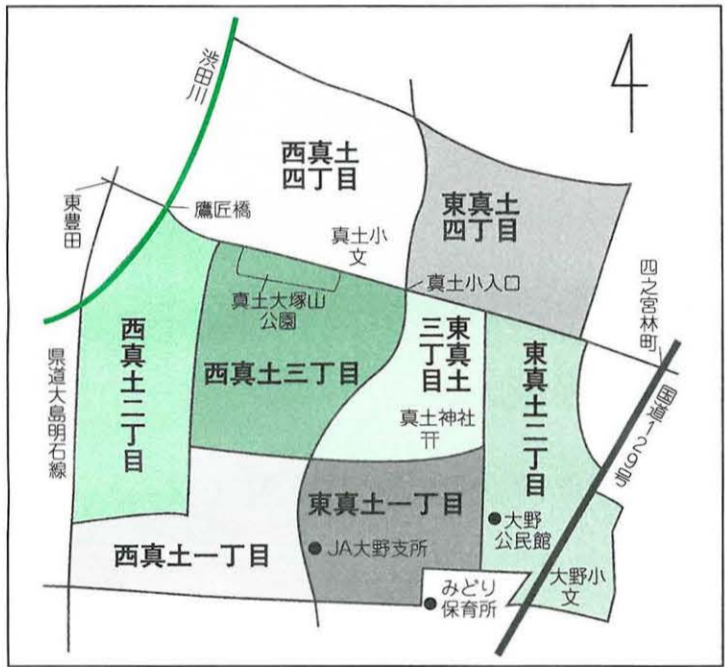 渋田川
4
西真土
四丁目
東真土
四丁目
東豊田
鷹匠橋
真土小
文
真土小入口
四之宮林町
真土大塚山
公園
西真土二丁目
西真土三丁目
東真土
三丁目
東真土二丁目
県道大島明石線
真土神社
国道129号
東真土一丁目
大野
公民館
西真土一丁目
JA大野支所
大野小
文
みどり
保育所